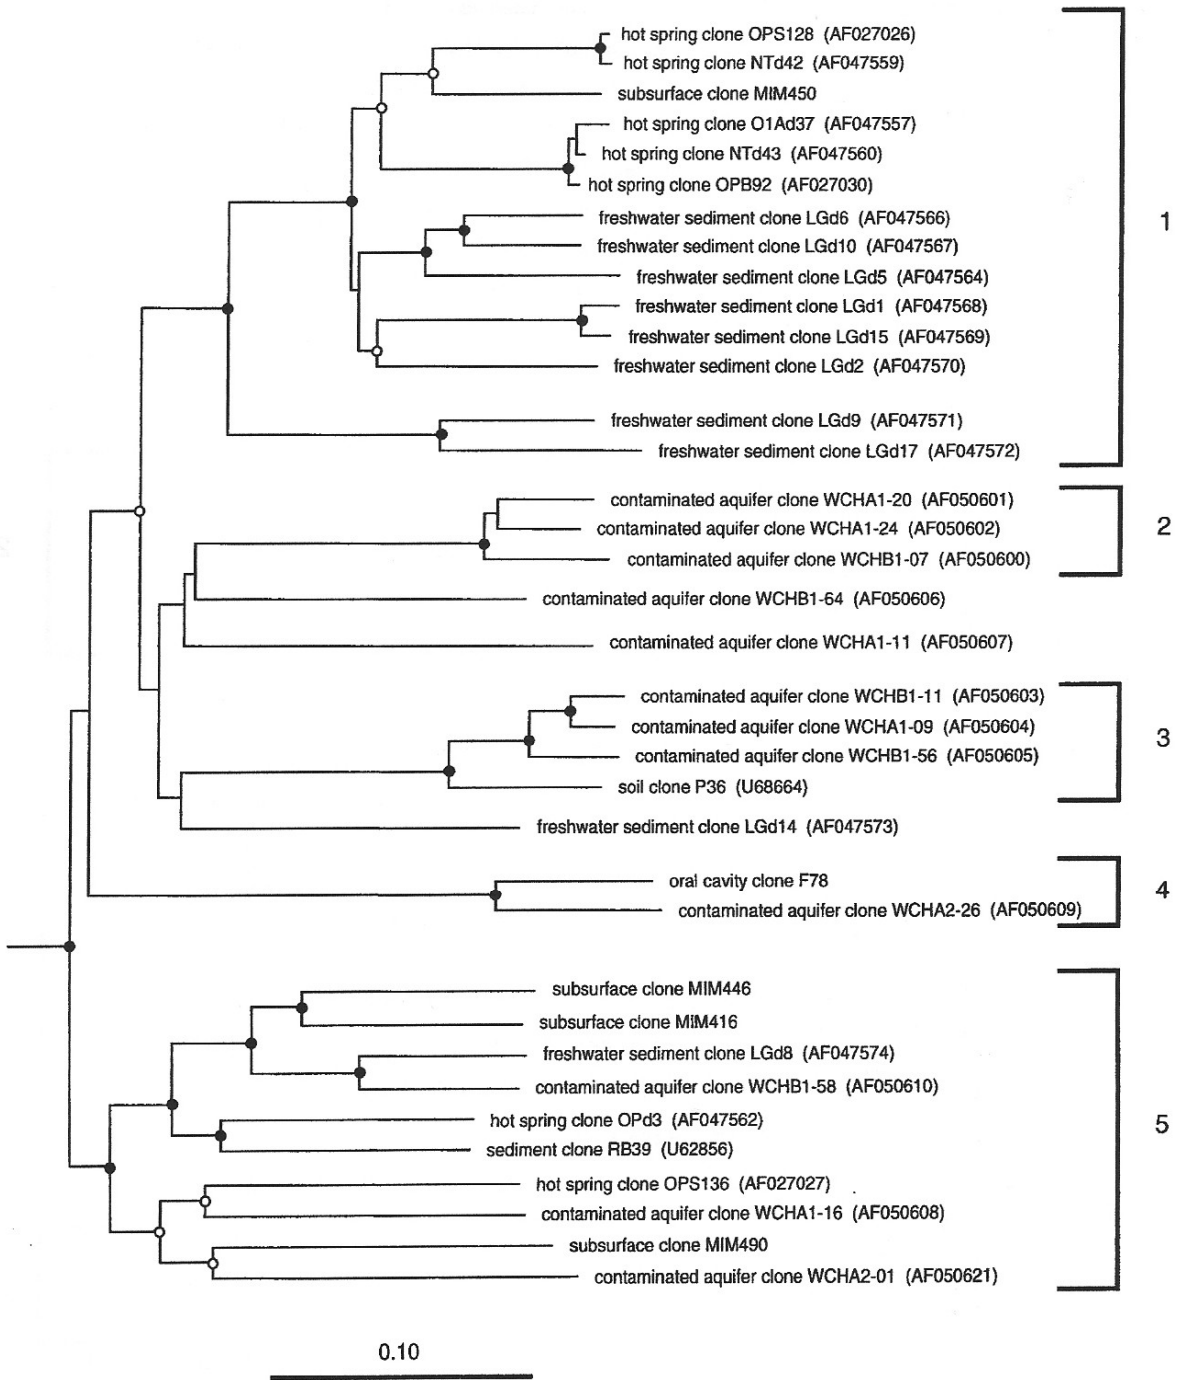 hot spring clone OPS128 (AF027026)
hot spring clone NTd42 (AF047559)
subsurface clone MIM450
hot spring clone O1Ad37 (AF047557)
hot spring clone NTd43 (AF047560)
hot spring clone OPB92 (AF027030)
freshwater sediment clone LGd6 (AF047566)
1
freshwater sediment clone LGd10 (AF047567)
freshwater sediment clone LGd5 (AF047564)
freshwater sediment clone LGd1 (AF047568)
freshwater sediment clone LGd15 (AF047569)
freshwater sediment clone LGd2 (AF047570)
freshwater sediment clone LGd9 (AF047571)
freshwater sediment clone LGd17 (AF047572)
contaminated aquifer clone WCHA1-20 (AF050601)
contaminated aquifer clone WCHA1-24 (AF050602)
2
contaminated aquifer clone WCHB1-07 (AF050600)
contaminated aquifer clone WCHB1-64 (AF050606)
contaminated aquifer clone WCHA1-11 (AF050607)
contaminated aquifer clone WCHB1-11 (AF050603)
contaminated aquifer clone WCHA1-09 (AF050604)
3
contaminated aquifer clone WCHB1-56 (AF050605)
soil clone P36 (U68664)
freshwater sediment clone LGd14 (AF047573)
oral cavity clone F78
4
contaminated aquifer clone WCHA2-26 (AF050609)
subsurface clone MIM446
subsurface clone MIM416
freshwater sediment clone LGd8 (AF047574)
contaminated aquifer clone WCHB1-58 (AF050610)
hot spring clone OPd3 (AF047562)
5
sediment clone RB39 (U62856)
hot spring clone OPS136 (AF027027)
contaminated aquifer clone WCHA1-16 (AF050608)
subsurface clone MIM490
contaminated aquifer clone WCHA2-01 (AF050621)
0.10